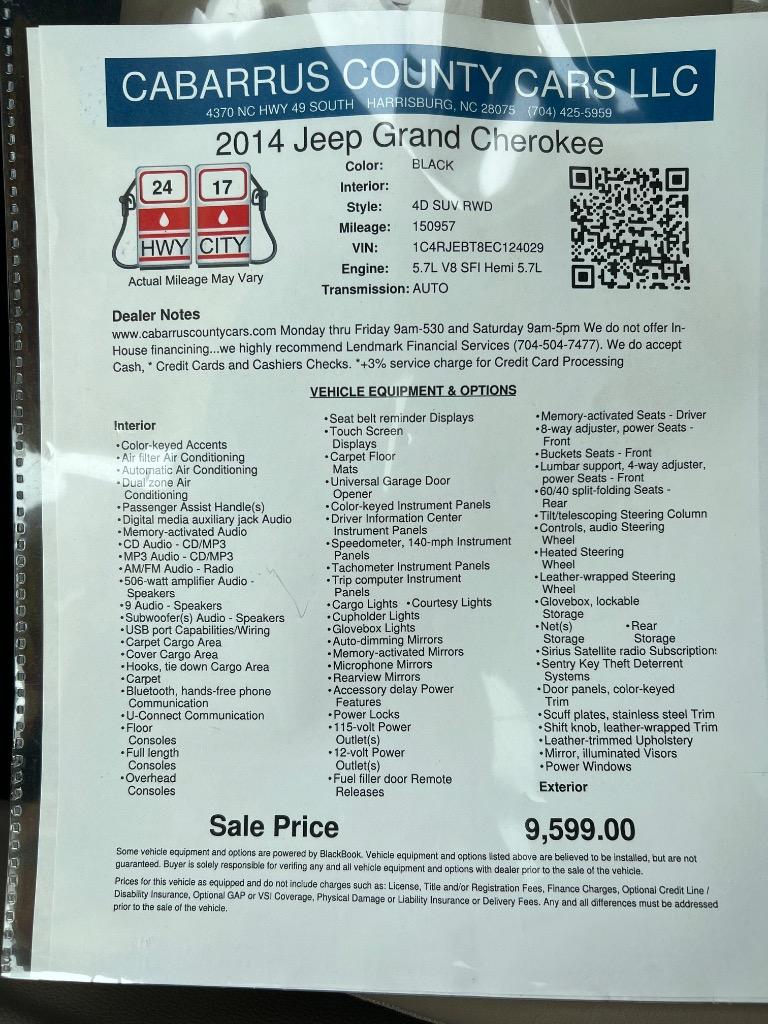 CABARRUS COUNTY CARS LLC
4370 NC HWY 49 SOUTH HARRISBURG, NC 28075 (704) 425-5959
2014 Jeep Grand Cherokee
24 HWY
17 CITY
Actual Mileage May Vary
Color: BLACK
Interior:
Style: 4D SUV RWD
Mileage: 150957
VIN: 1C4RJEBT8EC124029
Engine: 5.7L V8 SFI Hemi 5.7L
Transmission: AUTO
Dealer Notes
www.cabarruscountycars.com Monday thru Friday 9am-530 and Saturday 9am-5pm We do not offer In-
House financining...we highly recommend Lendmark Financial Services (704-504-7477). We do accept
Cash, * Credit Cards and Cashiers Checks. *+3% service charge for Credit Card Processing
VEHICLE EQUIPMENT & OPTIONS
Interior
•Color-keyed Accents
•Air filter Air Conditioning
•Automatic Air Conditioning
•Dual zone Air
Conditioning
•Passenger Assist Handle(s)
•Digital media auxiliary jack Audio
•Memory-activated Audio
•CD Audio - CD/MP3
•MP3 Audio - CD/MP3
•AM/FM Audio - Radio
•506-watt amplifier Audio -
Speakers
•9 Audio - Speakers
•Subwoofer(s) Audio - Speakers
•USB port Capabilities/Wiring
•Carpet Cargo Area
•Cover Cargo Area
•Hooks, tie down Cargo Area
•Carpet
•Bluetooth, hands-free phone
Communication
•U-Connect Communication
•Floor
Consoles
•Full length
Consoles
•Overhead
Consoles
•Seat belt reminder Displays
•Touch Screen
Displays
•Carpet Floor
Mats
•Universal Garage Door
Opener
•Color-keyed Instrument Panels
•Driver Information Center
Instrument Panels
•Speedometer, 140-mph Instrument
Panels
•Tachometer Instrument Panels
•Trip computer Instrument
Panels
•Cargo Lights •Courtesy Lights
•Cupholder Lights
•Glovebox Lights
•Auto-dimming Mirrors
•Memory-activated Mirrors
•Microphone Mirrors
•Rearview Mirrors
•Accessory delay Power
Features
•Power Locks
•115-volt Power
Outlet(s)
•12-volt Power
Outlet(s)
•Fuel filler door Remote
Releases
•Memory-activated Seats - Driver
•8-way adjuster, power Seats -
Front
•Buckets Seats - Front
•Lumbar support, 4-way adjuster,
power Seats - Front
•60/40 split-folding Seats -
Rear
•Tilt/telescoping Steering Column
•Controls, audio Steering
Wheel
•Heated Steering
Wheel
•Leather-wrapped Steering
Wheel
•Glovebox, lockable
Storage
•Net(s) •Rear
Storage Storage
•Sirius Satellite radio Subscriptions
•Sentry Key Theft Deterrent
Systems
•Door panels, color-keyed
Trim
•Scuff plates, stainless steel Trim
•Shift knob, leather-wrapped Trim
•Leather-trimmed Upholstery
•Mirror, illuminated Visors
•Power Windows
Exterior
Sale Price 9,599.00
Some vehicle equipment and options are powered by BlackBook. Vehicle equipment and options listed above are believed to be installed, but are not
guaranteed. Buyer is solely responsible for verifing any and all vehicle equipment and options with dealer prior to the sale of the vehicle.
Prices for this vehicle as equipped and do not include charges such as: License, Title and/or Registration Fees, Finance Charges, Optional Credit Line /
Disability Insurance, Optional GAP or VSI Coverage, Physical Damage or Liability Insurance or Delivery Fees. Any and all differences must be addressed
prior to the sale of the vehicle.